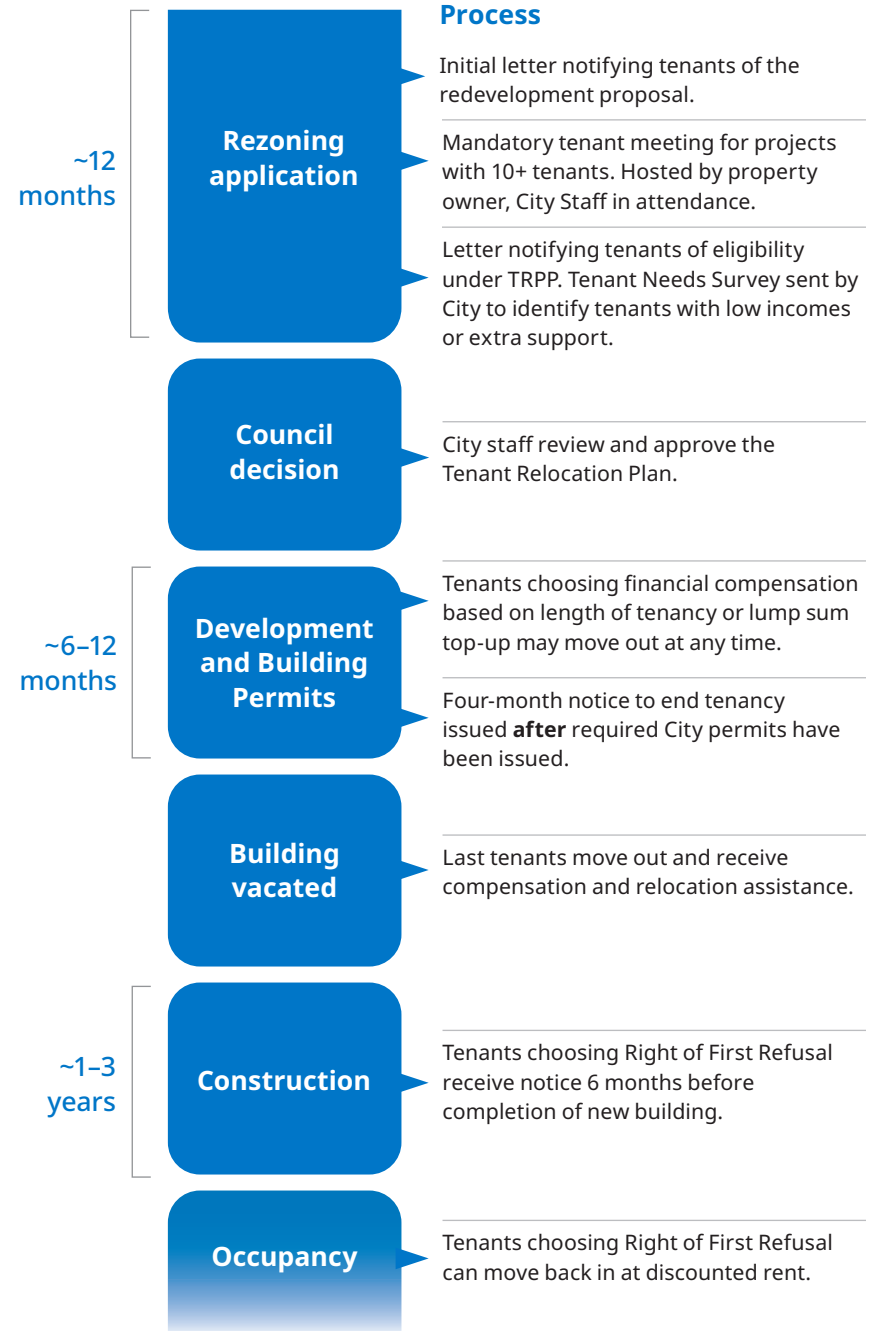 Process
~12
months
Rezoning
application
Initial letter notifying tenants of the
redevelopment proposal.
Mandatory tenant meeting for projects
with 10+ tenants. Hosted by property
owner, City Staff in attendance.
Letter notifying tenants of eligibility
under TRPP. Tenant Needs Survey sent by
City to identify tenants with low incomes
or extra support.
Council
decision
City staff review and approve the
Tenant Relocation Plan.
~6–12
months
Development
and Building
Permits
Tenants choosing financial compensation
based on length of tenancy or lump sum
top-up may move out at any time.
Four-month notice to end tenancy
issued after required City permits have
been issued.
Building
vacated
Last tenants move out and receive
compensation and relocation assistance.
~1–3
years
Construction
Tenants choosing Right of First Refusal
receive notice 6 months before
completion of new building.
Occupancy
Tenants choosing Right of First Refusal
can move back in at discounted rent.